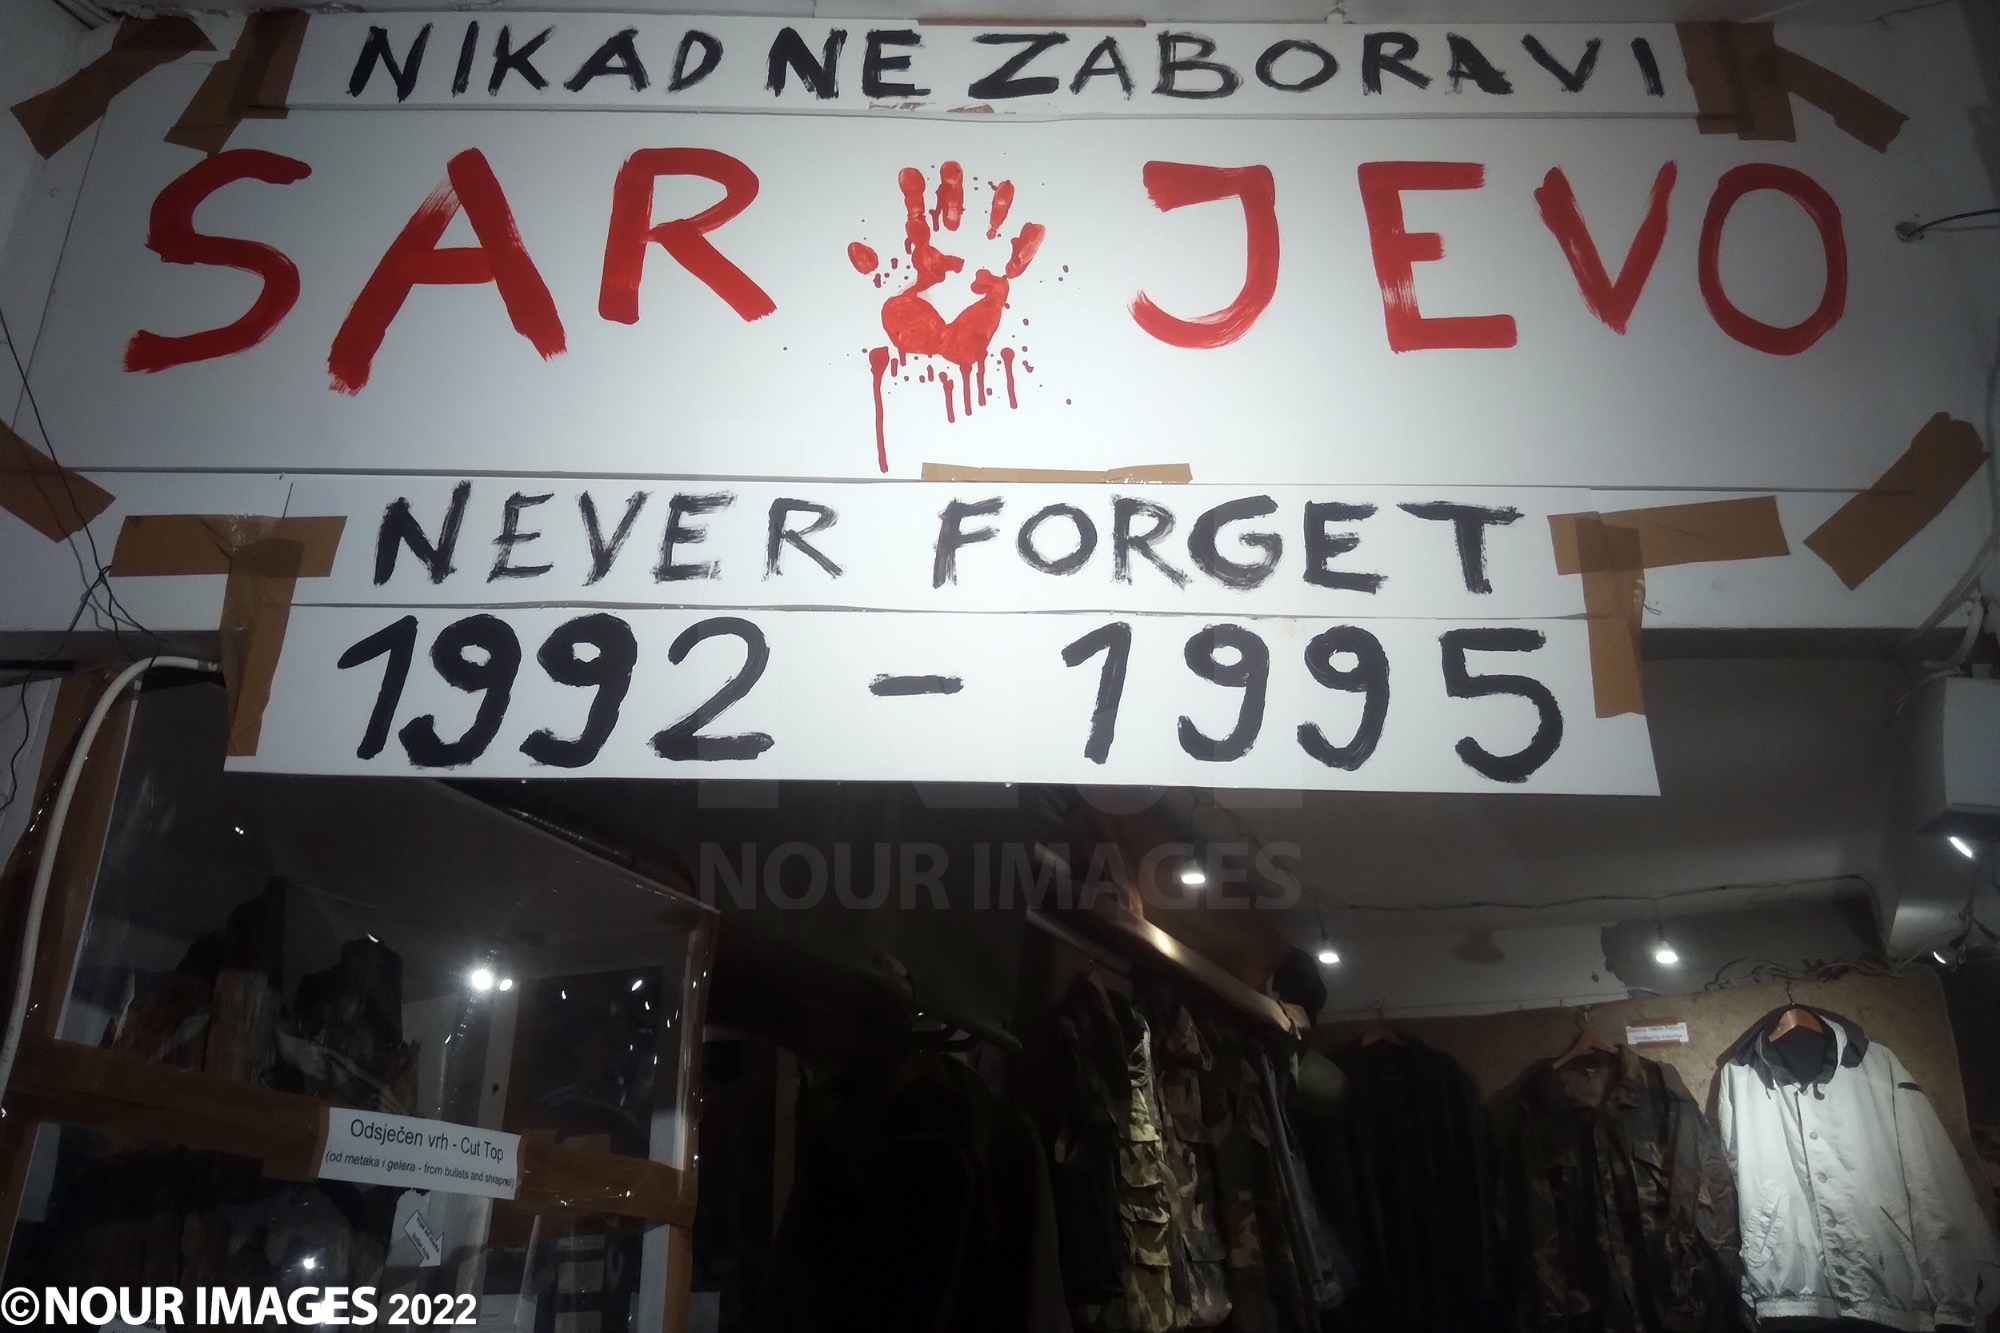 NIKAD NE ZABORAVI
SAR JEVO
NEVER FORGET
1992 - 1995
NOUR IMAGES
Odsječen vrh - Cut Top
(od metaka i gelera - from bullets and shrapnel)
©NOUR IMAGES 2022